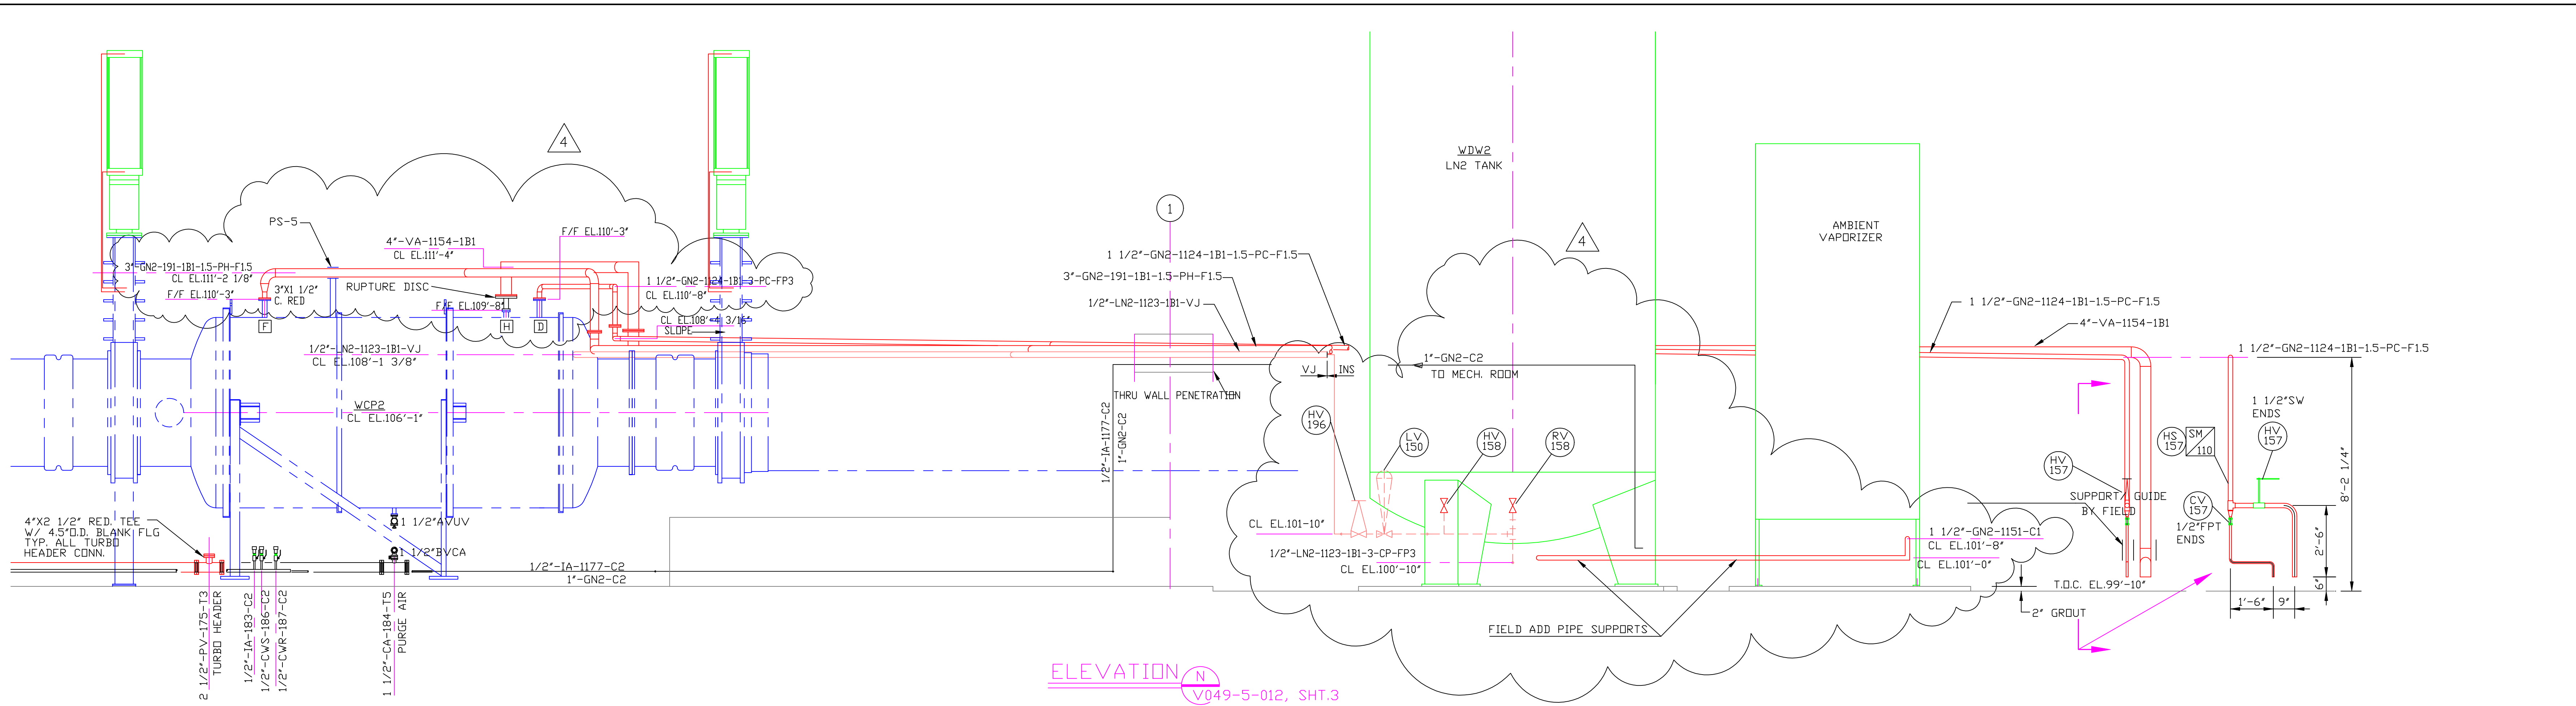 4
PS-5
4"-VA-1154-1B1
CL EL.111'-4"
F/F EL.110'-3"
3"-GN2-191-1B1-1.5-PH-F1.5
CL EL.111'-2 1/8"
F/F EL.110'-3"
3"X1 1/2"
C. RED
RUPTURE DISC
F/F EL.109'-8"
1 1/2"-GN2-1124-1B1-3-PC-FP3
CL EL.110'-8"
CL EL.108'-4 3/16"
SLOPE
F
H
D
1/2"-LN2-1123-1B1-VJ
CL EL.108'-1 3/8"
WCP2
CL EL.106'-1"
4"X2 1/2" RED. TEE
W/ 4.5"O.D. BLANK FLG
TYP. ALL TURBO
HEADER CONN.
1 1/2"AVUV
1 1/2"BVCA
1/2"-IA-1177-C2
1"-GN2-C2
2 1/2"-PV-175-T3
TURBO HEADER
1/2"-IA-183-C2
1/2"-CWS-186-C2
1/2"-CWR-187-C2
1 1/2"-CA-184-T5
PURGE AIR
1
1 1/2"-GN2-1124-1B1-1.5-PC-F1.5
3"-GN2-191-1B1-1.5-PH-F1.5
1/2"-LN2-1123-1B1-VJ
THRU WALL PENETRATION
1/2"-IA-1177-C2
1"-GN2-C2
VJ
INS
1"-GN2-C2
TO MECH. ROOM
WDW2
LN2 TANK
4
HV
196
LV
150
HV
158
RV
158
CL EL.101-10"
1/2"-LN2-1123-1B1-3-CP-FP3
CL EL.100'-10"
FIELD ADD PIPE SUPPORTS
AMBIENT
VAPORIZER
1 1/2"-GN2-1124-1B1-1.5-PC-F1.5
4"-VA-1154-1B1
1 1/2"-GN2-1124-1B1-1.5-PC-F1.5
HV
157
SUPPORT/ GUIDE
BY FIELD
1 1/2"-GN2-1151-C1
CL EL.101'-8"
CL EL.101'-0"
T.O.C. EL.99'-10"
2" GROUT
HS
157
SM
110
1 1/2"SW
ENDS
HV
157
CV
157
1/2"FPT
ENDS
8'-2 1/4"
2'-6"
6"
1'-6"
9"
ELEVATION
N
V049-5-012, SHT.3